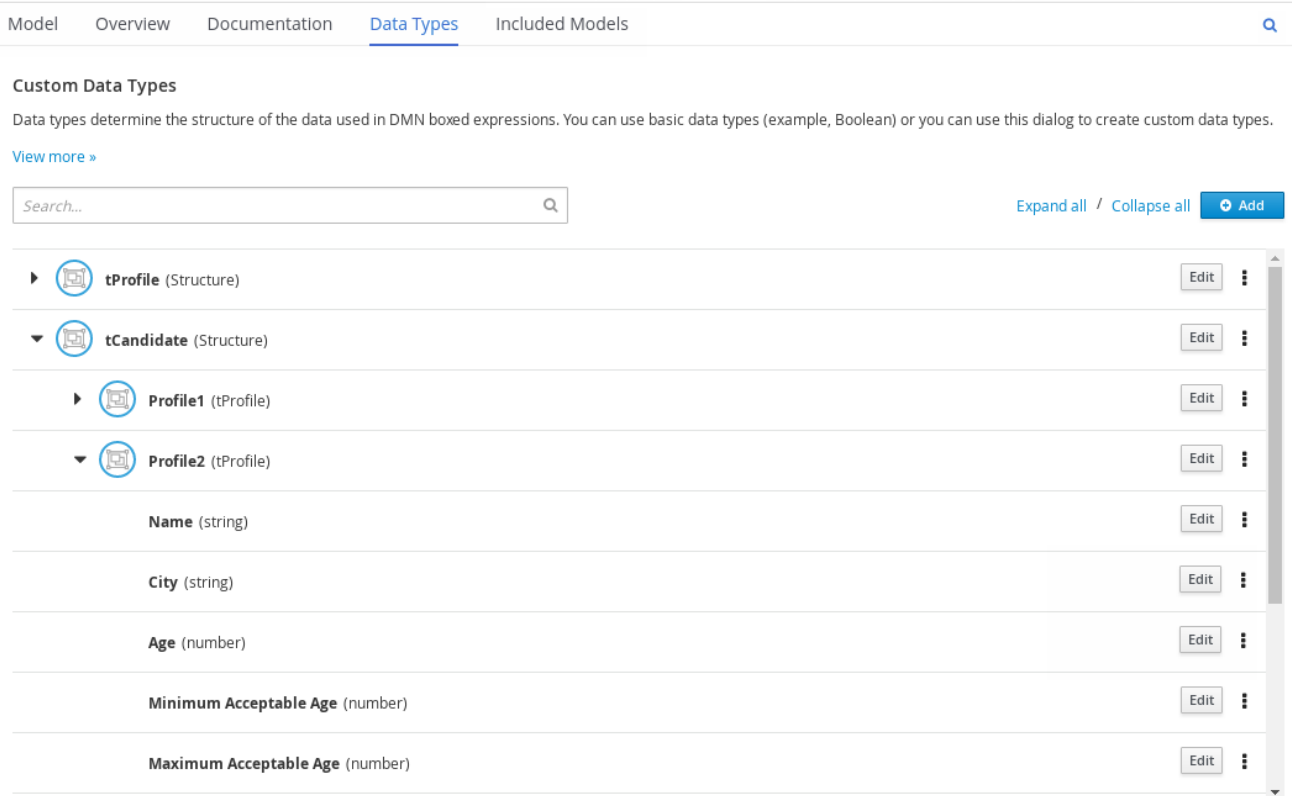 Model Overview Documentation Data Types Included Models
Custom Data Types
Data types determine the structure of the data used in DMN boxed expressions. You can use basic data types (example, Boolean) or you can use this dialog to create custom data types.
View more »
Search...
Expand all / Collapse all Add
tProfile (Structure) Edit
tCandidate (Structure) Edit
Profile1 (tProfile) Edit
Profile2 (tProfile) Edit
Name (string) Edit
City (string) Edit
Age (number) Edit
Minimum Acceptable Age (number) Edit
Maximum Acceptable Age (number) Edit